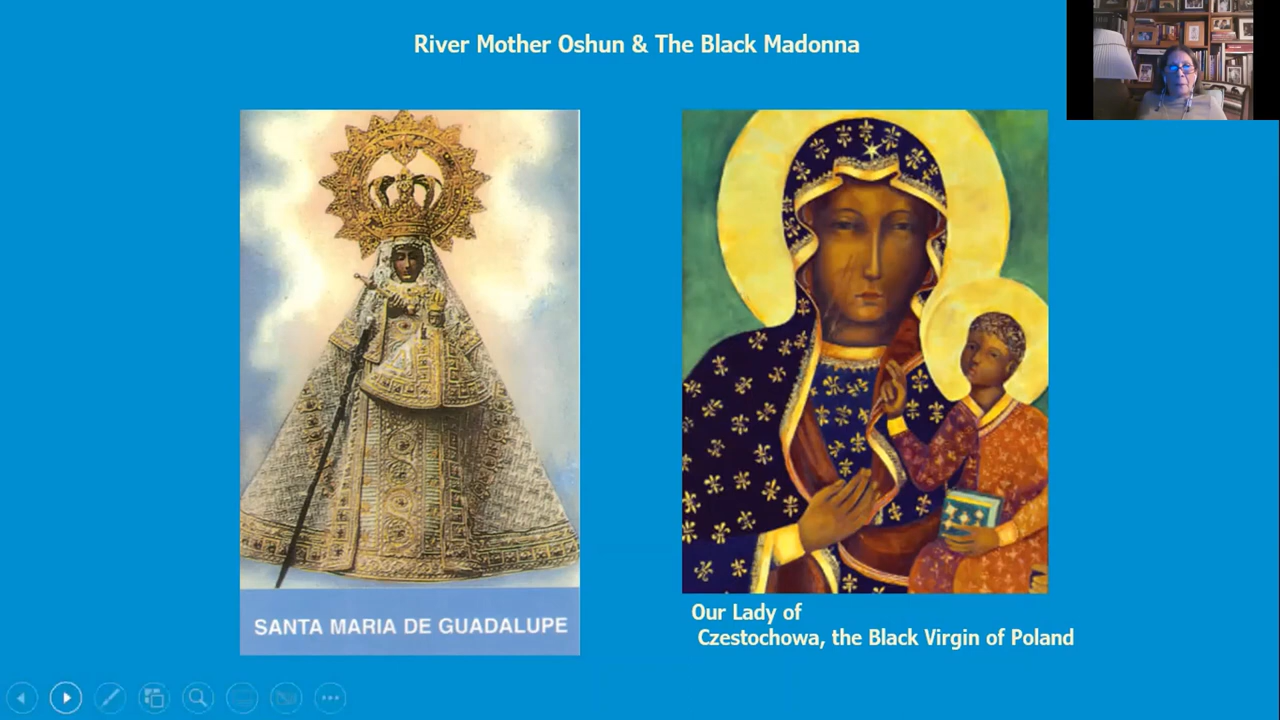 River Mother Oshun & The Black Madonna
SANTA MARIA DE GUADALUPE
Our Lady of
Czestochowa, the Black Virgin of Poland